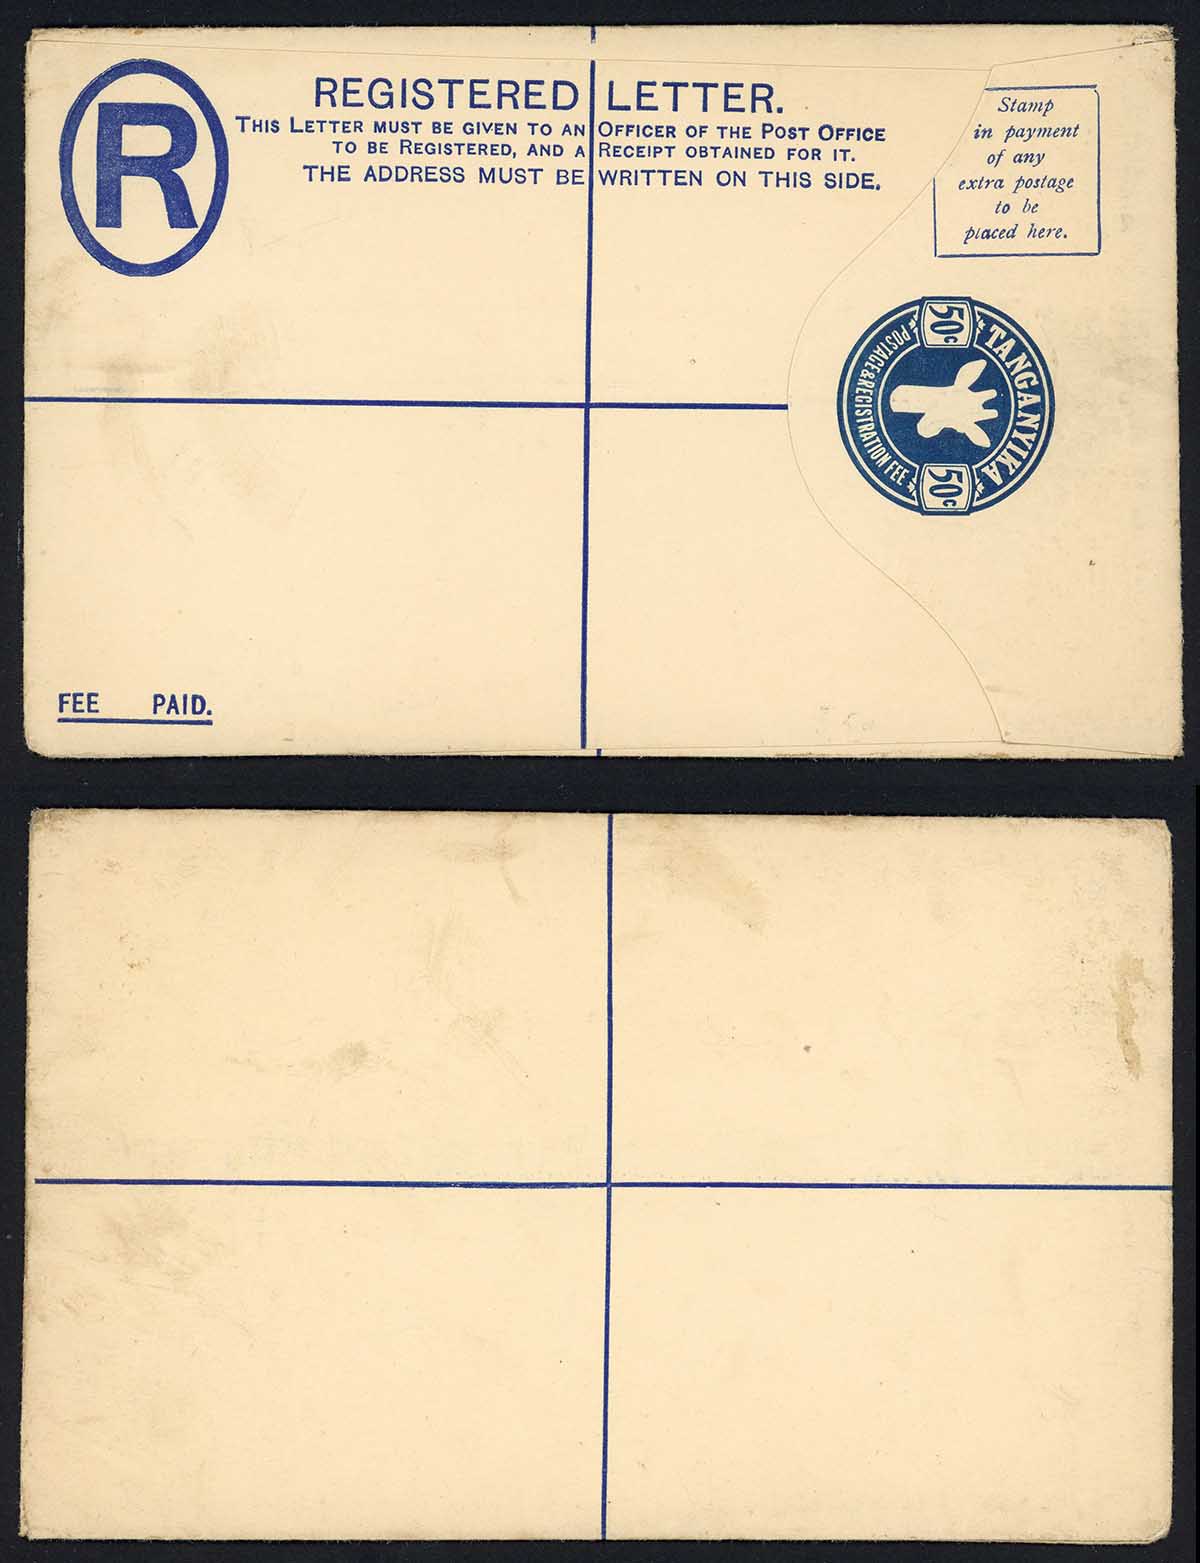 R
REGISTERED LETTER.
THIS LETTER MUST BE GIVEN TO AN OFFICER OF THE POST OFFICE
TO BE REGISTERED, AND A RECEIPT OBTAINED FOR IT.
THE ADDRESS MUST BE WRITTEN ON THIS SIDE.
Stamp
in payment
of any
extra postage
to be
placed here.
50c
TANGANYIKA
POSTAGE & REGISTRATION FEE
50c
FEE PAID.